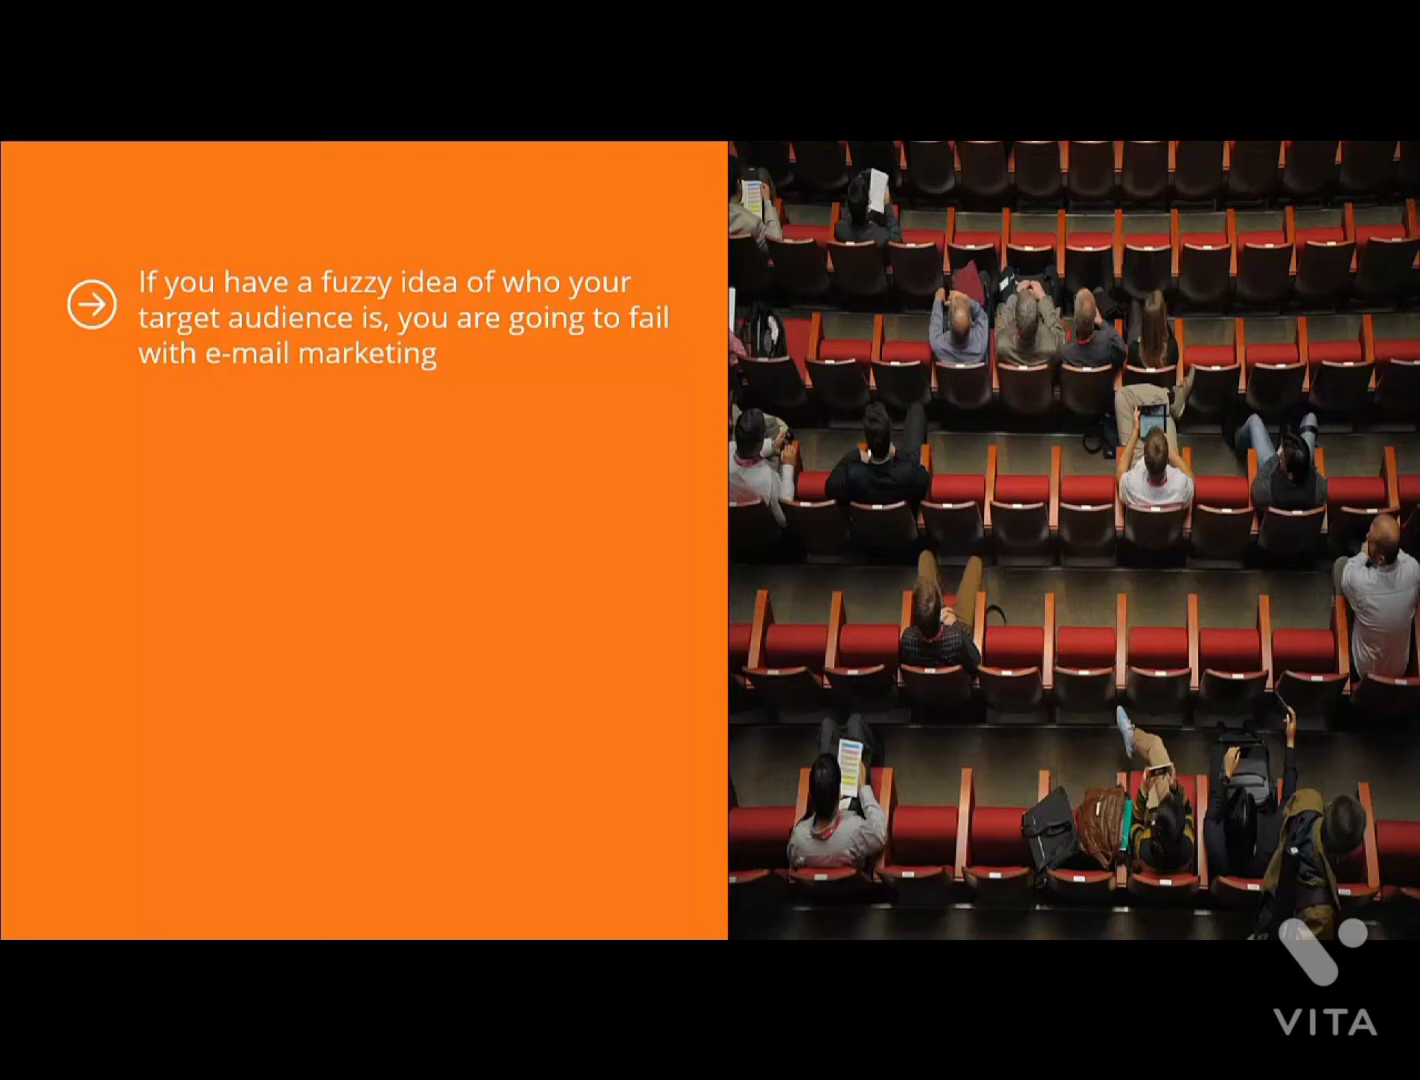 If you have a fuzzy idea of who your
target audience is, you are going to fail
with e-mail marketing
VITA